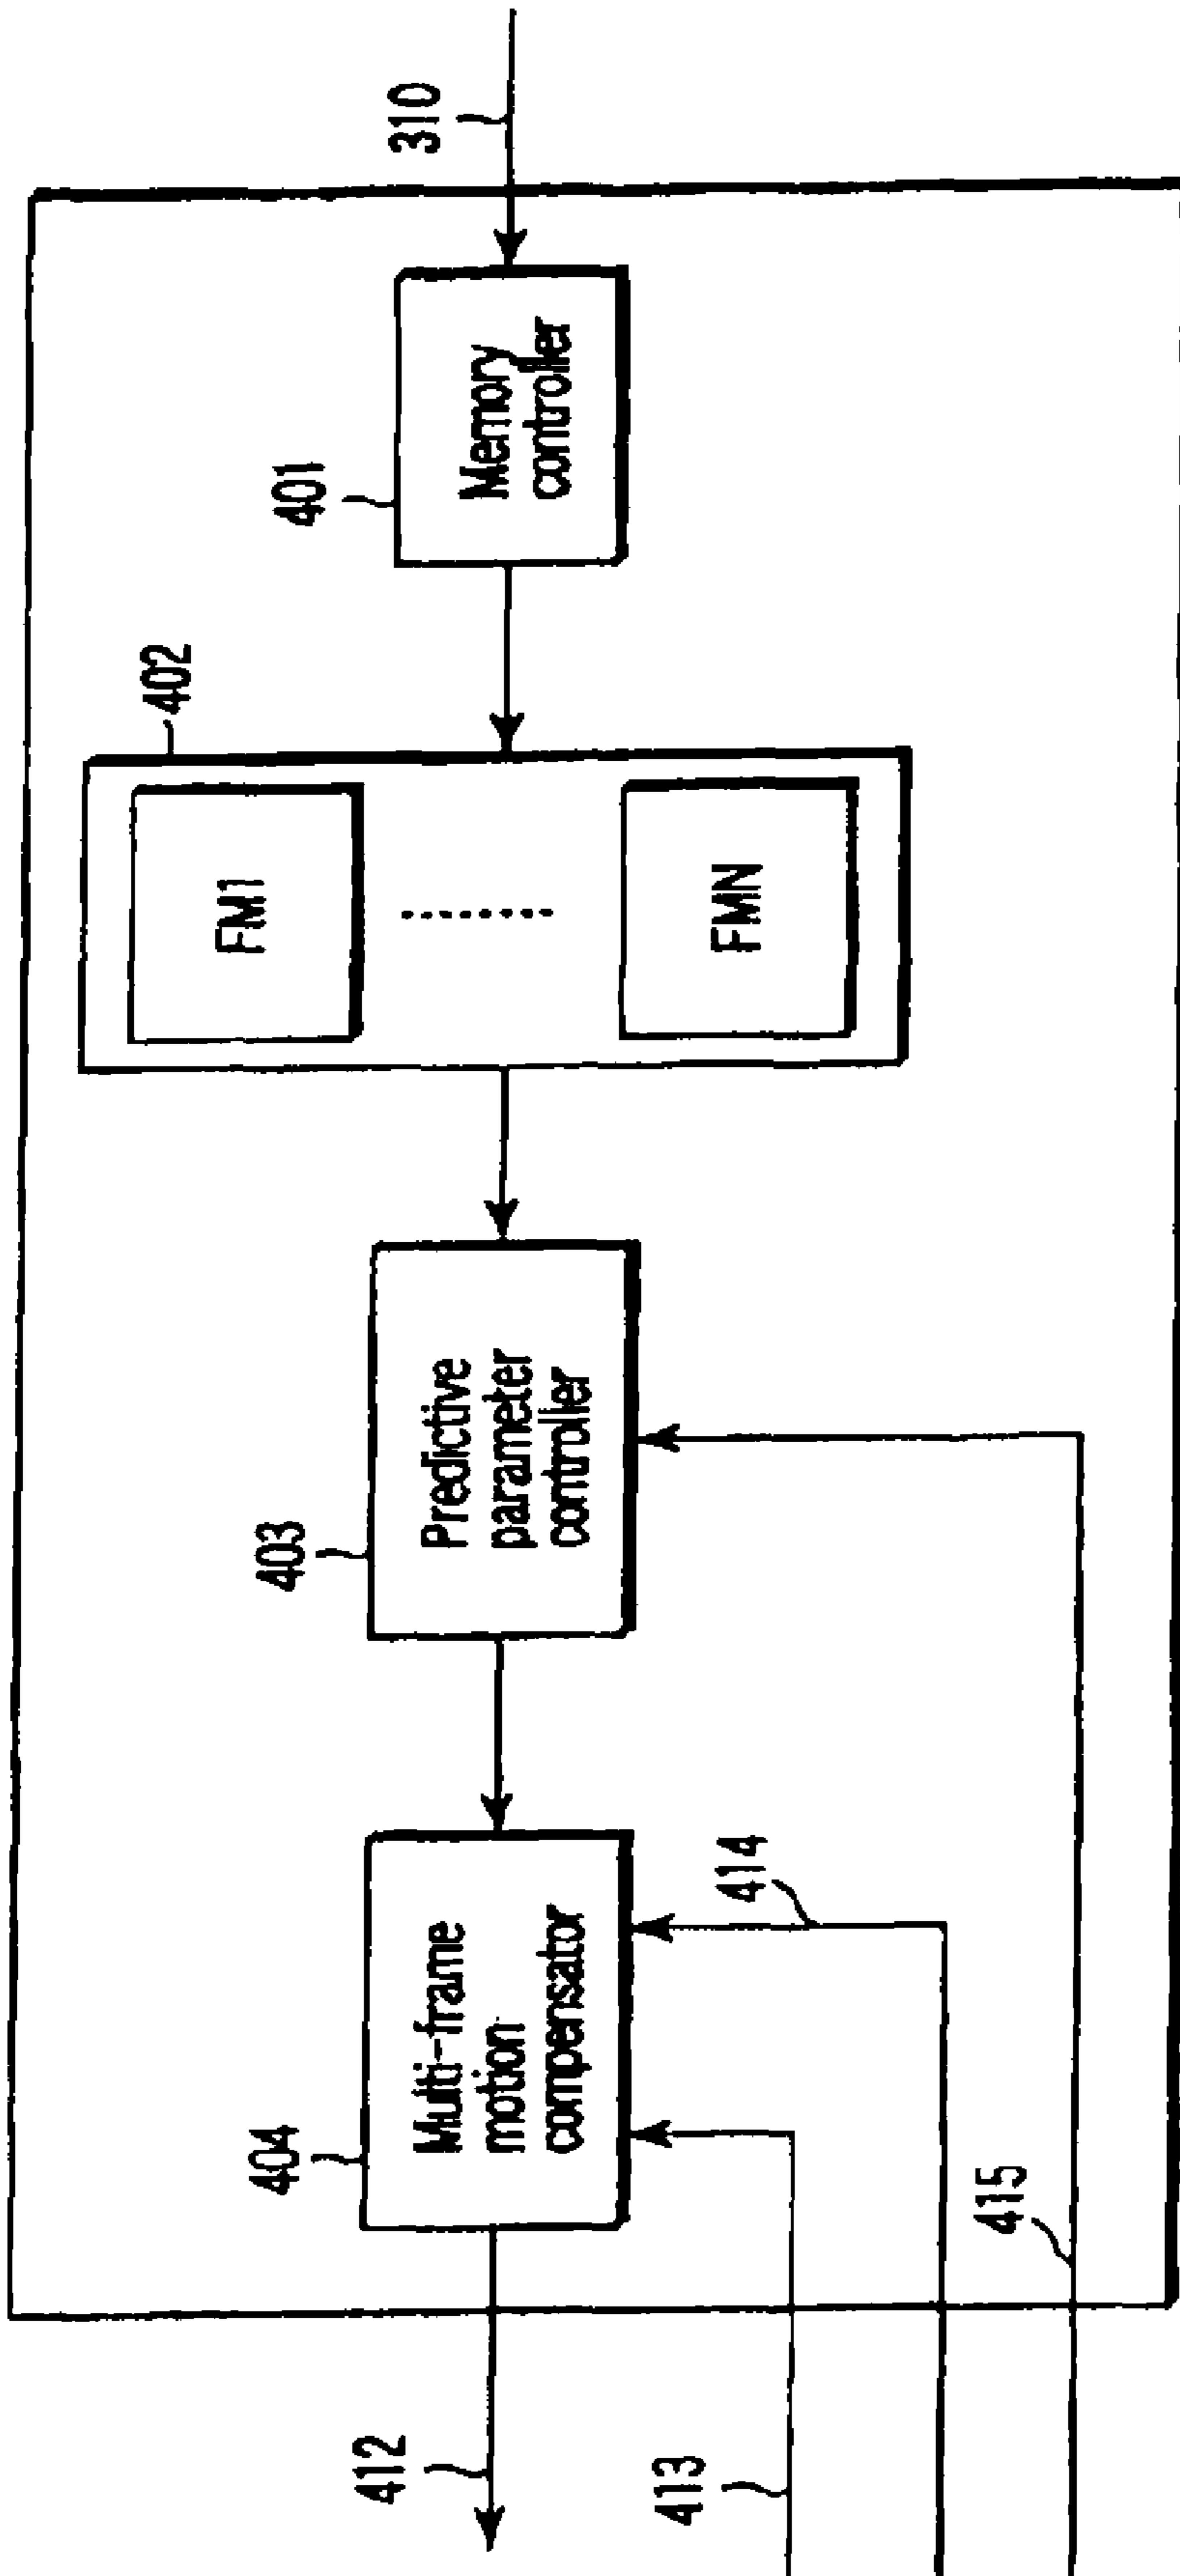 310
401
Memory
controller
402
FM1
FMN
403
Predictive
parameter
controller
404
Multi-frame
motion
compensator
414
415
412
413